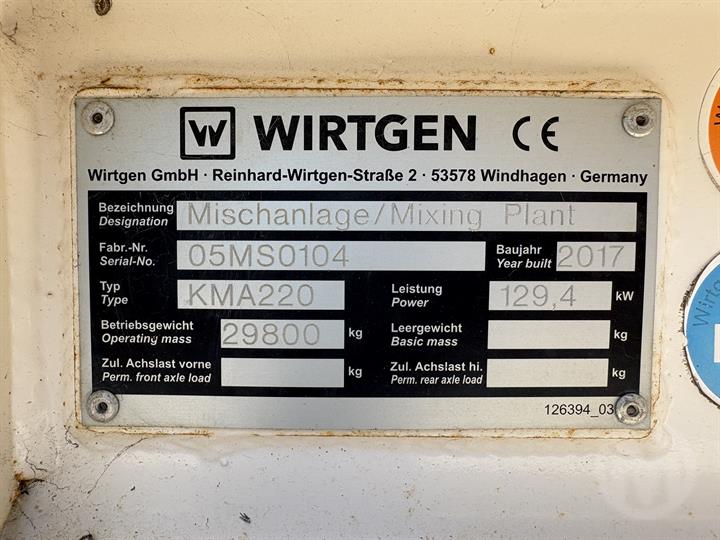 W WIRTGEN CE
Wirtgen GmbH · Reinhard-Wirtgen-Straße 2 · 53578 Windhagen · Germany
Bezeichnung
Designation
Mischanlage/Mixing Plant
Fabr.-Nr.
Serial-No.
05MS0104
Baujahr
Year built
2017
Typ
Type
KMA220
Leistung
Power
129,4 kW
Betriebsgewicht
Operating mass
29800 kg
Leergewicht
Basic mass
kg
Zul. Achslast vorne
Perm. front axle load
kg
Zul. Achslast hi.
Perm. rear axle load
kg
126394_03